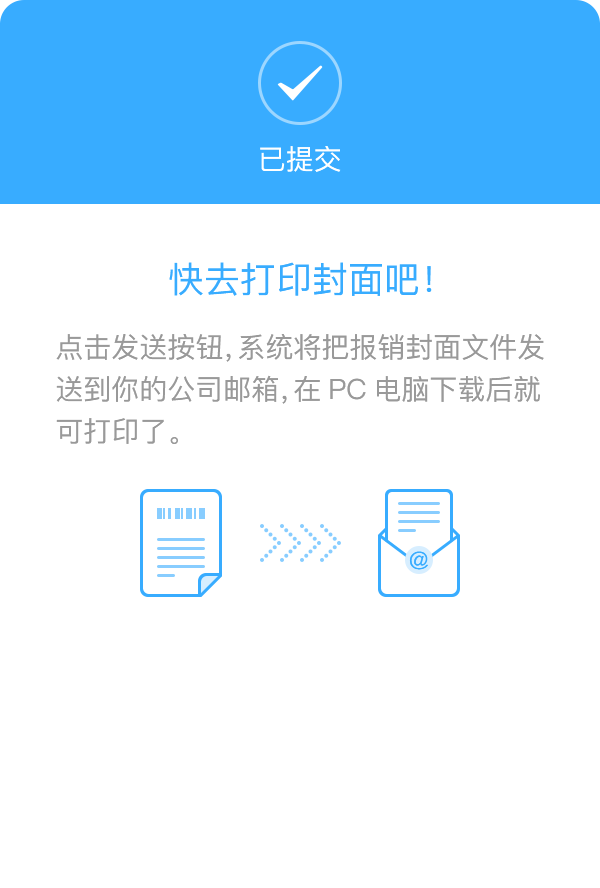 已提交
快去打印封面吧！
点击发送按钮，系统将把报销封面文件发
送到你的公司邮箱，在 PC 电脑下载后就
可打印了。
@